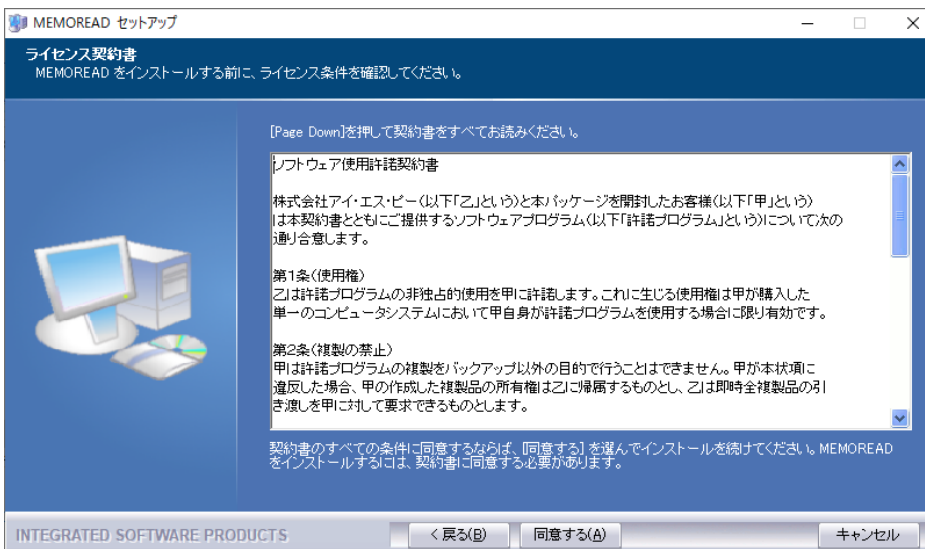 MEMOREAD セットアップ
ライセンス契約書
MEMOREAD をインストールする前に、ライセンス条件を確認してください。
[Page Down]を押して契約書をすべてお読みください。
ソフトウェア使用許諾契約書
株式会社アイ・エス・ピー(以下「乙」という)と本パッケージを開封したお客様(以下「甲」という)
は本契約書とともにご提供するソフトウェアプログラム(以下「許諾プログラム」という)について次の
通り合意します。
第1条(使用権)
乙は許諾プログラムの非独占的使用を甲に許諾します。これに生じる使用権は甲が購入した
単一のコンピュータシステムにおいて甲自身が許諾プログラムを使用する場合に限り有効です。
第2条(複製の禁止)
甲は許諾プログラムの複製をバックアップ以外の目的で行うことはできません。甲が本状項に
違反した場合、甲の作成した複製品の所有権は乙に帰属するものとし、乙は即時全複製品の引
き渡しを甲に対して要求できるものとします。
契約書のすべての条件に同意するならば、[同意する] を選んでインストールを続けてください。 MEMOREAD
をインストールするには、契約書に同意する必要があります。
INTEGRATED SOFTWARE PRODUCTS
< 戻る(B)
同意する(A)
キャンセル